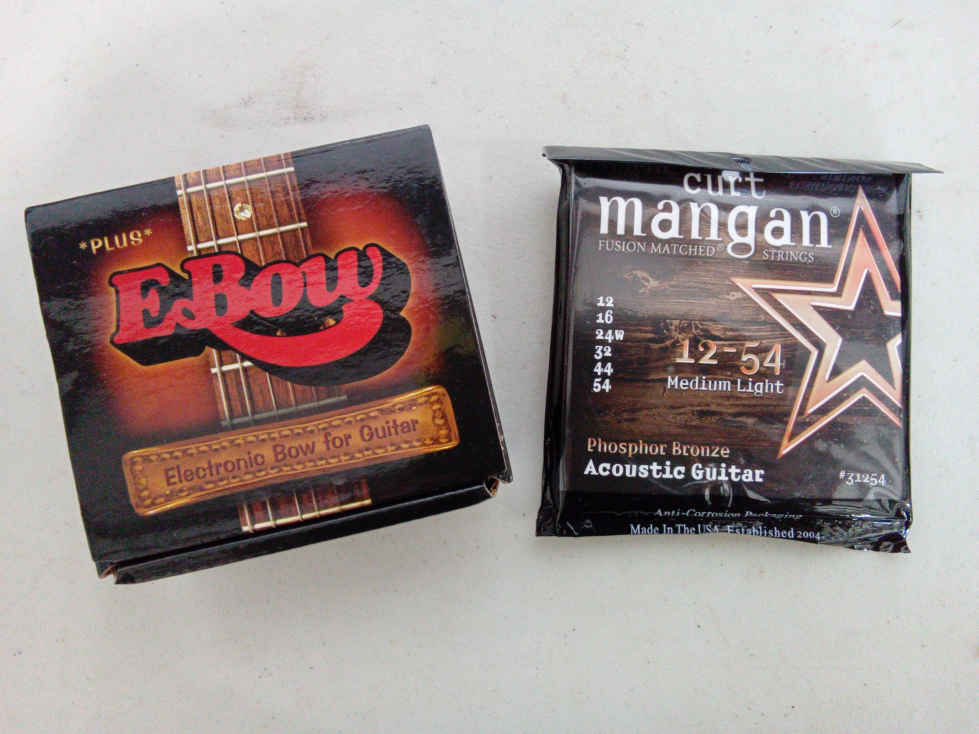 *PLUS*
E-Bow
Electronic Bow for Guitar
curt
mangan®
FUSION MATCHED® STRINGS
12
16
24W
32
44
54
12-54
Medium Light
Phosphor Bronze
Acoustic Guitar
#31254
Anti-Corrosion Packaging
Made In The USA. Established 2004.